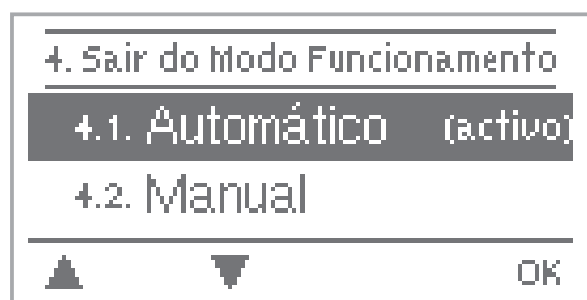 4. Sair do Modo Funcionamento
4.1. Automático (activo)
4.2. Manual
OK